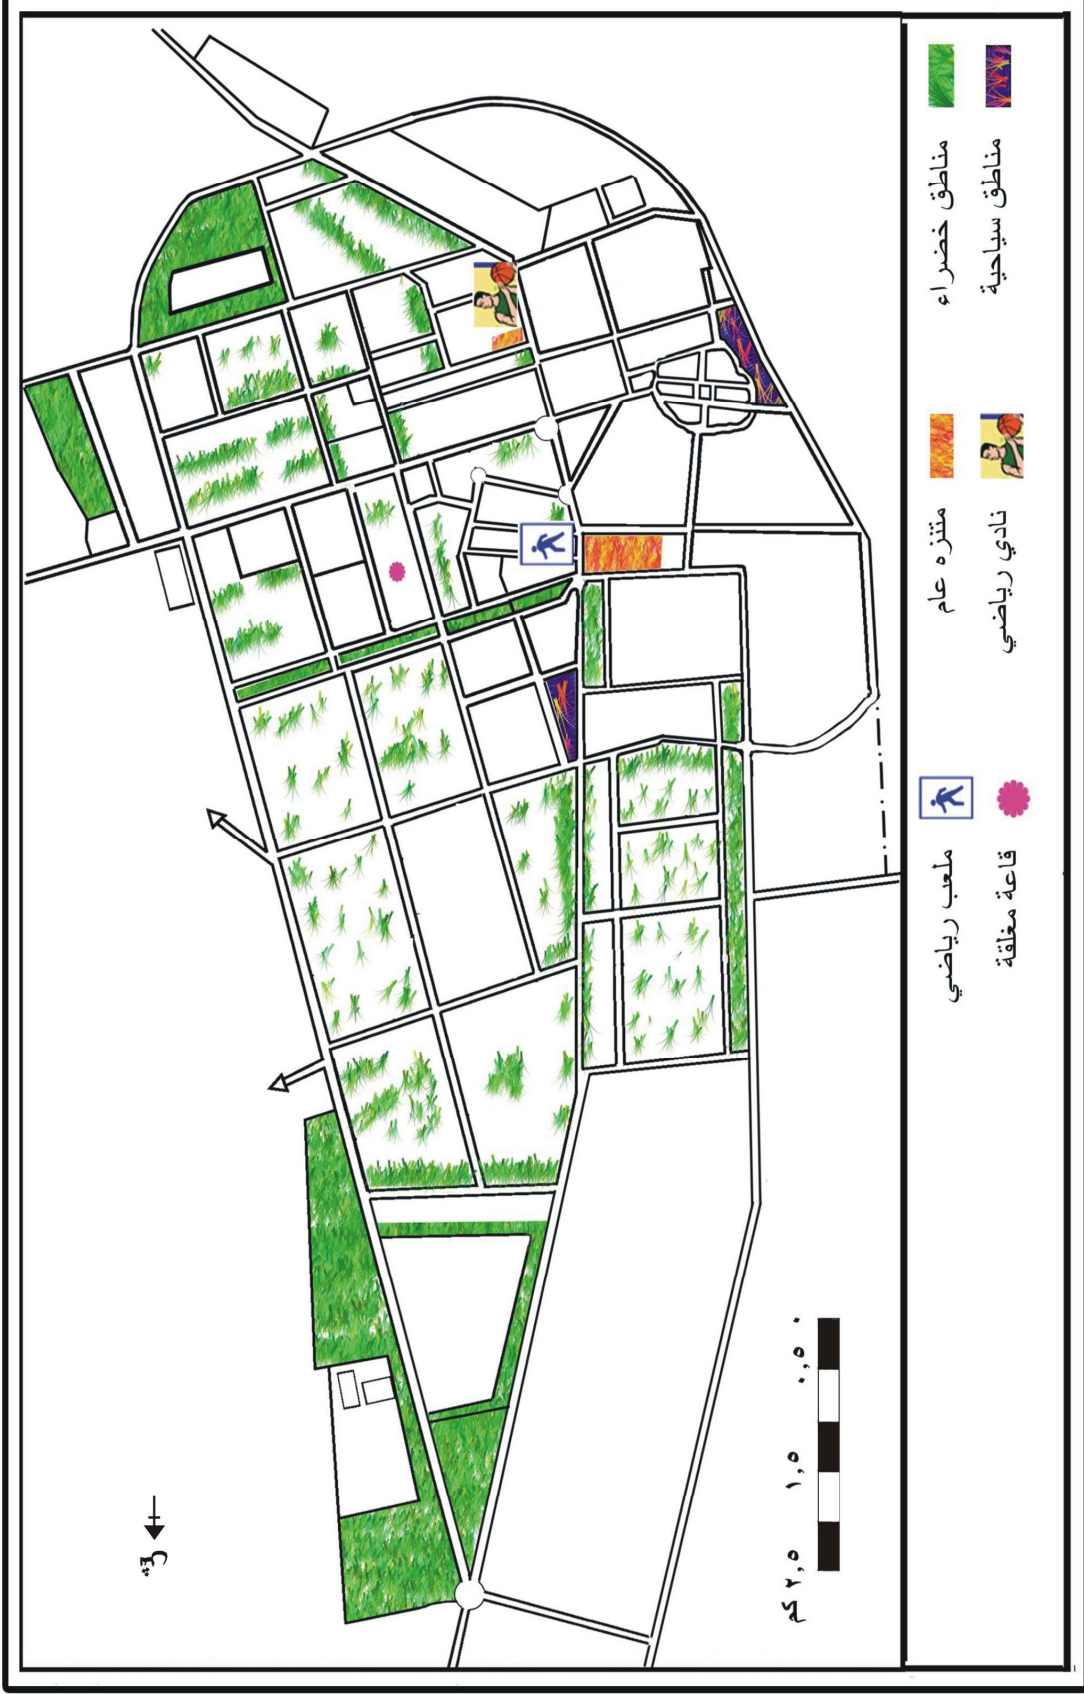 مناطق خضراء
متنزه عام
ملعب رياضي
مناطق سياحية
نادي رياضي
قاعة مغلقة
٠ ٠,٥ ١,٥ ٢,٥ كم